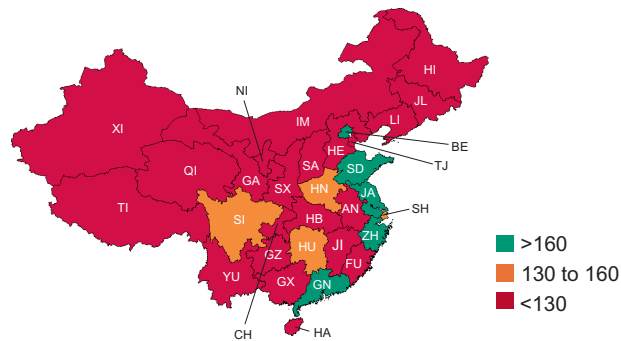 HI
NI
JL
IM
LI
XI
BE
HE
TJ
SA
SD
QI
GA
SX
HN
JA
TI
AN
SH
SI
HB
ZH
>160
HU
JI
GZ
FU
130 to 160
YU
GX
GN
<130
CH
HA